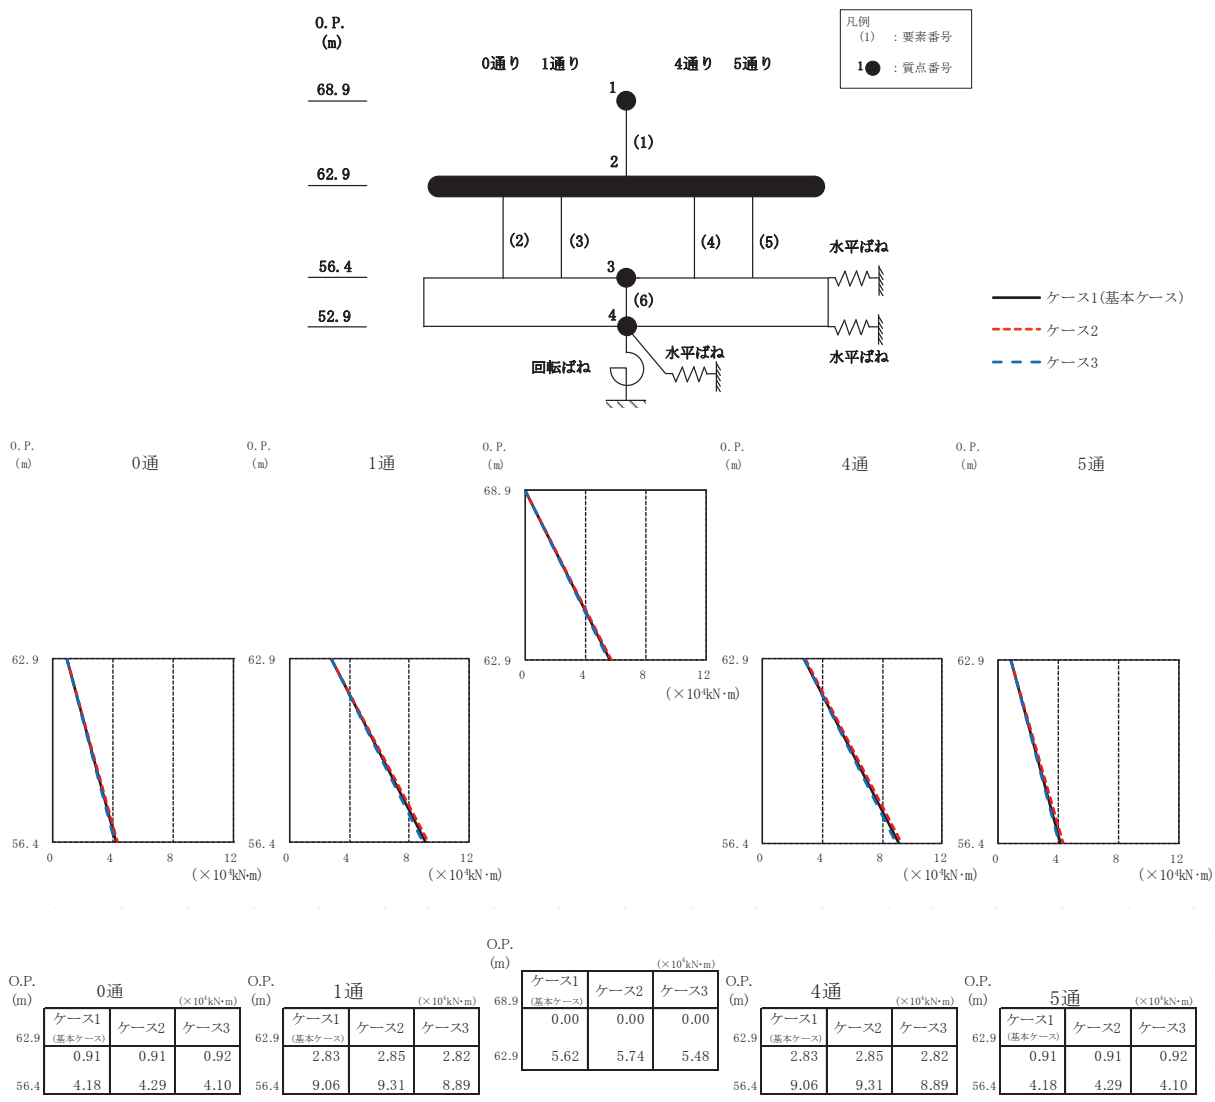 O.P.
(m)
凡例
(1) : 要素番号
1 : 質点番号
0通り 1通り 4通り 5通り
68.9
1
(1)
2
62.9
(2) (3) (4) (5)
水平ばね
56.4
3
(6)
52.9
4
水平ばね
水平ばね
回転ばね
ケース1(基本ケース)
ケース2
ケース3
O.P.
(m)
0通
O.P.
(m)
1通
O.P.
(m)
O.P.
(m)
4通
O.P.
(m)
5通
68.9
62.9
0 4 8 12
(×10⁴kN·m)
62.9
56.4
0 4 8 12
(×10⁴kN·m)
62.9
56.4
0 4 8 12
(×10⁴kN·m)
62.9
56.4
0 4 8 12
(×10⁴kN·m)
62.9
56.4
0 4 8 12
(×10⁴kN·m)
O.P.
(m)
0通
(×10⁴kN·m)
ケース1 ケース2 ケース3
(基本ケース)
62.9
0.91 0.91 0.92
56.4 4.18 4.29 4.10
O.P.
(m)
1通
(×10⁴kN·m)
ケース1 ケース2 ケース3
(基本ケース)
62.9
2.83 2.85 2.82
56.4 9.06 9.31 8.89
O.P.
(m)
(×10⁴kN·m)
ケース1 ケース2 ケース3
68.9 (基本ケース)
0.00 0.00 0.00
62.9 5.62 5.74 5.48
O.P.
(m)
4通
(×10⁴kN·m)
ケース1 ケース2 ケース3
(基本ケース)
62.9
2.83 2.85 2.82
56.4 9.06 9.31 8.89
O.P.
(m)
5通
(×10⁴kN·m)
ケース1 ケース2 ケース3
(基本ケース)
62.9
0.91 0.91 0.92
56.4 4.18 4.29 4.10